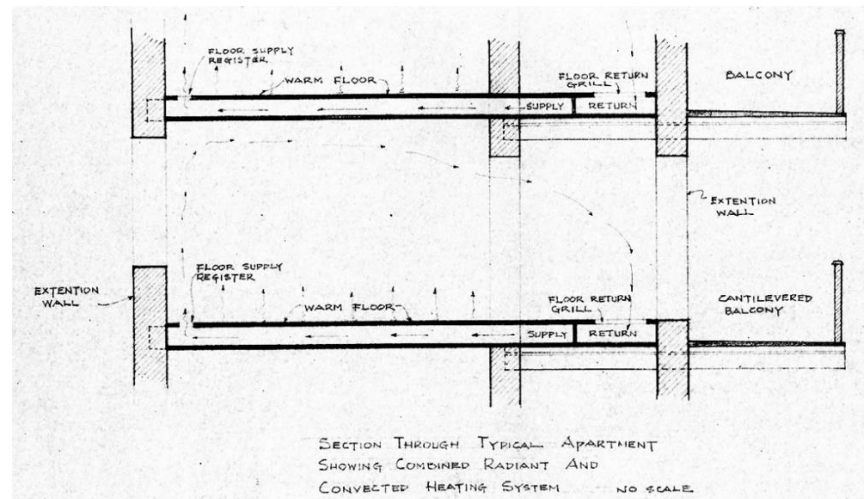 FLOOR SUPPLY
REGISTER
WARM FLOOR
FLOOR RETURN
GRILL
BALCONY
SUPPLY
RETURN
EXTENTION
WALL
FLOOR SUPPLY
REGISTER
EXTENTION
WALL
WARM FLOOR
FLOOR RETURN
GRILL
CANTILEVERED
BALCONY
SUPPLY
RETURN
SECTION THROUGH TYPICAL APARTMENT
SHOWING COMBINED RADIANT AND
CONVECTED HEATING SYSTEM NO SCALE